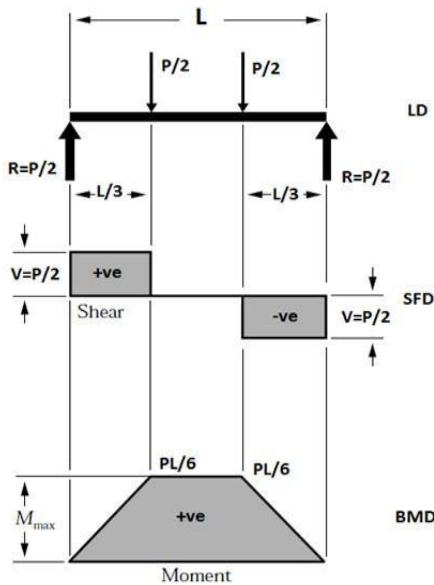 L
P/2 P/2
LD
R=P/2 R=P/2
L/3 L/3
V=P/2 +ve
-ve V=P/2 SFD
Shear
PL/6 PL/6
Mmax +ve BMD
Moment